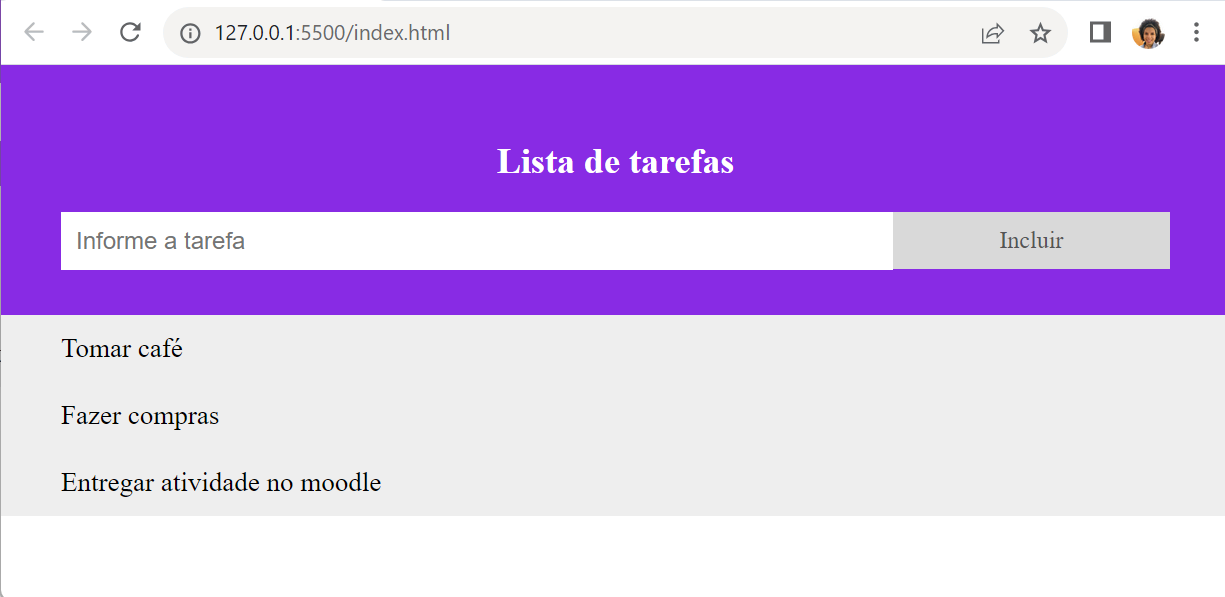 127.0.0.1:5500/index.html
Lista de tarefas
Informe a tarefa
Incluir
Tomar café
Fazer compras
Entregar atividade no moodle